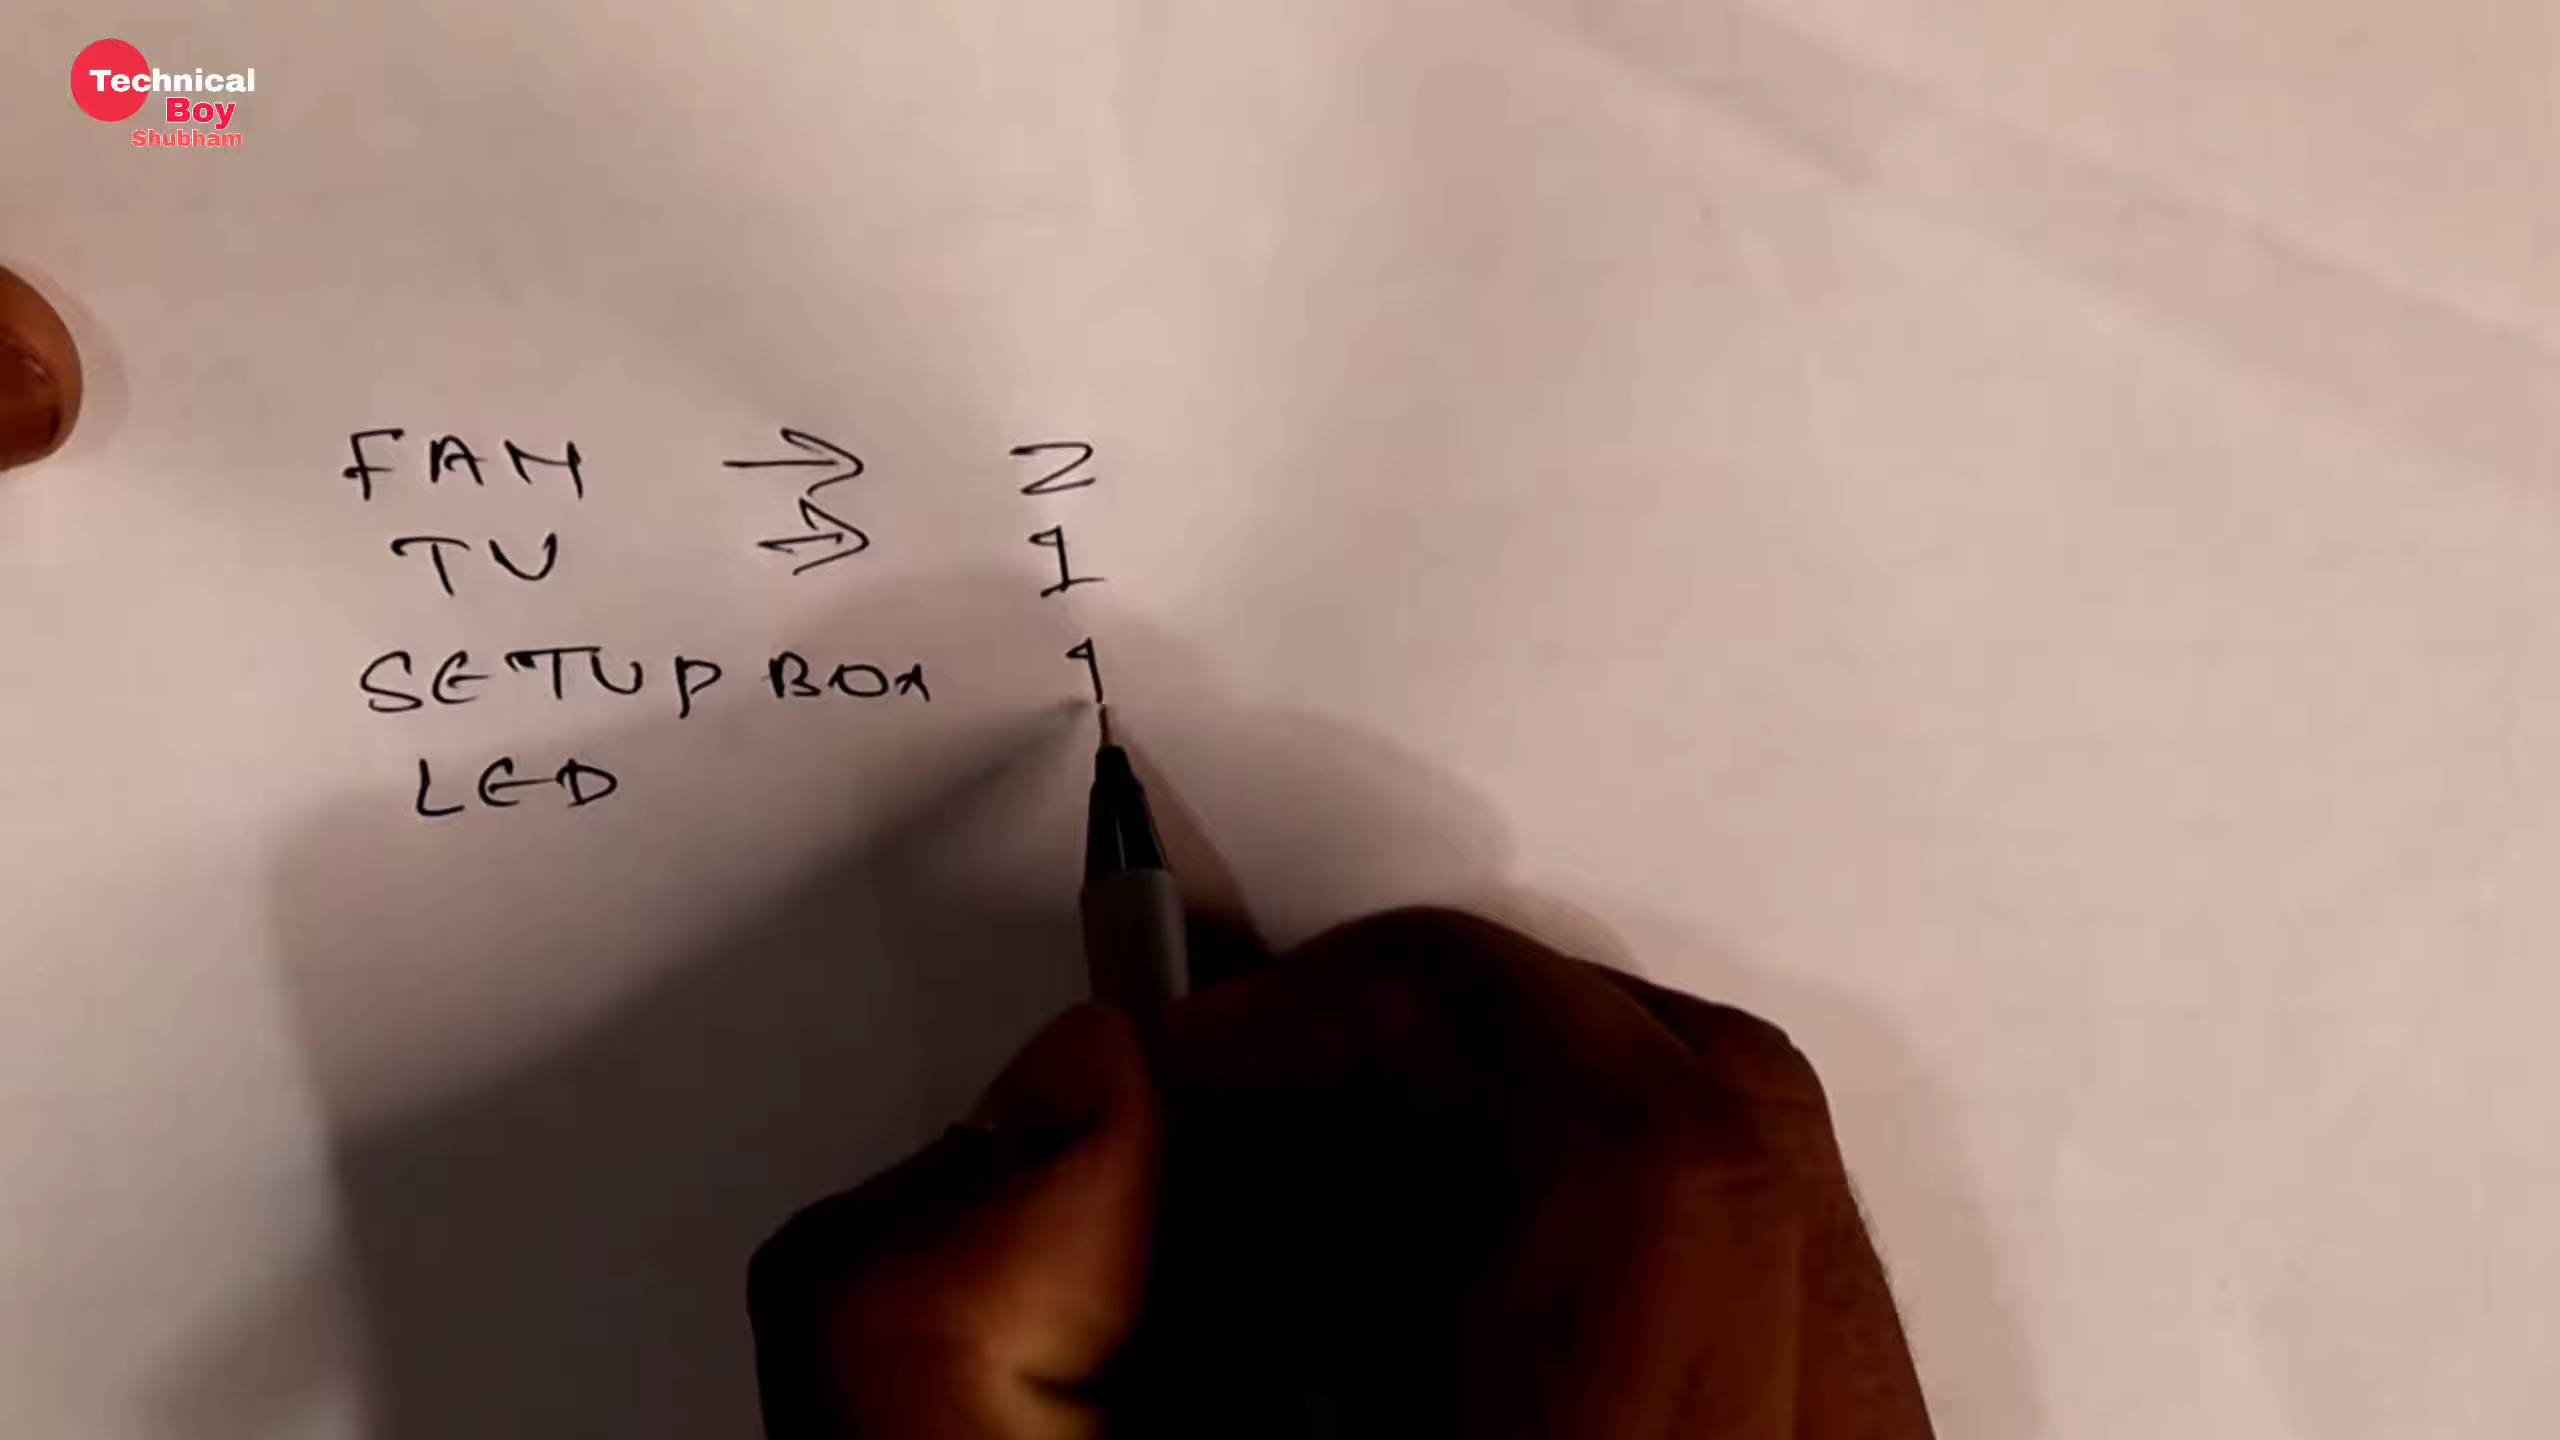 Technical
Boy
Shubham
FAN → 2
TV → 1
SETUP BOX 1
LED